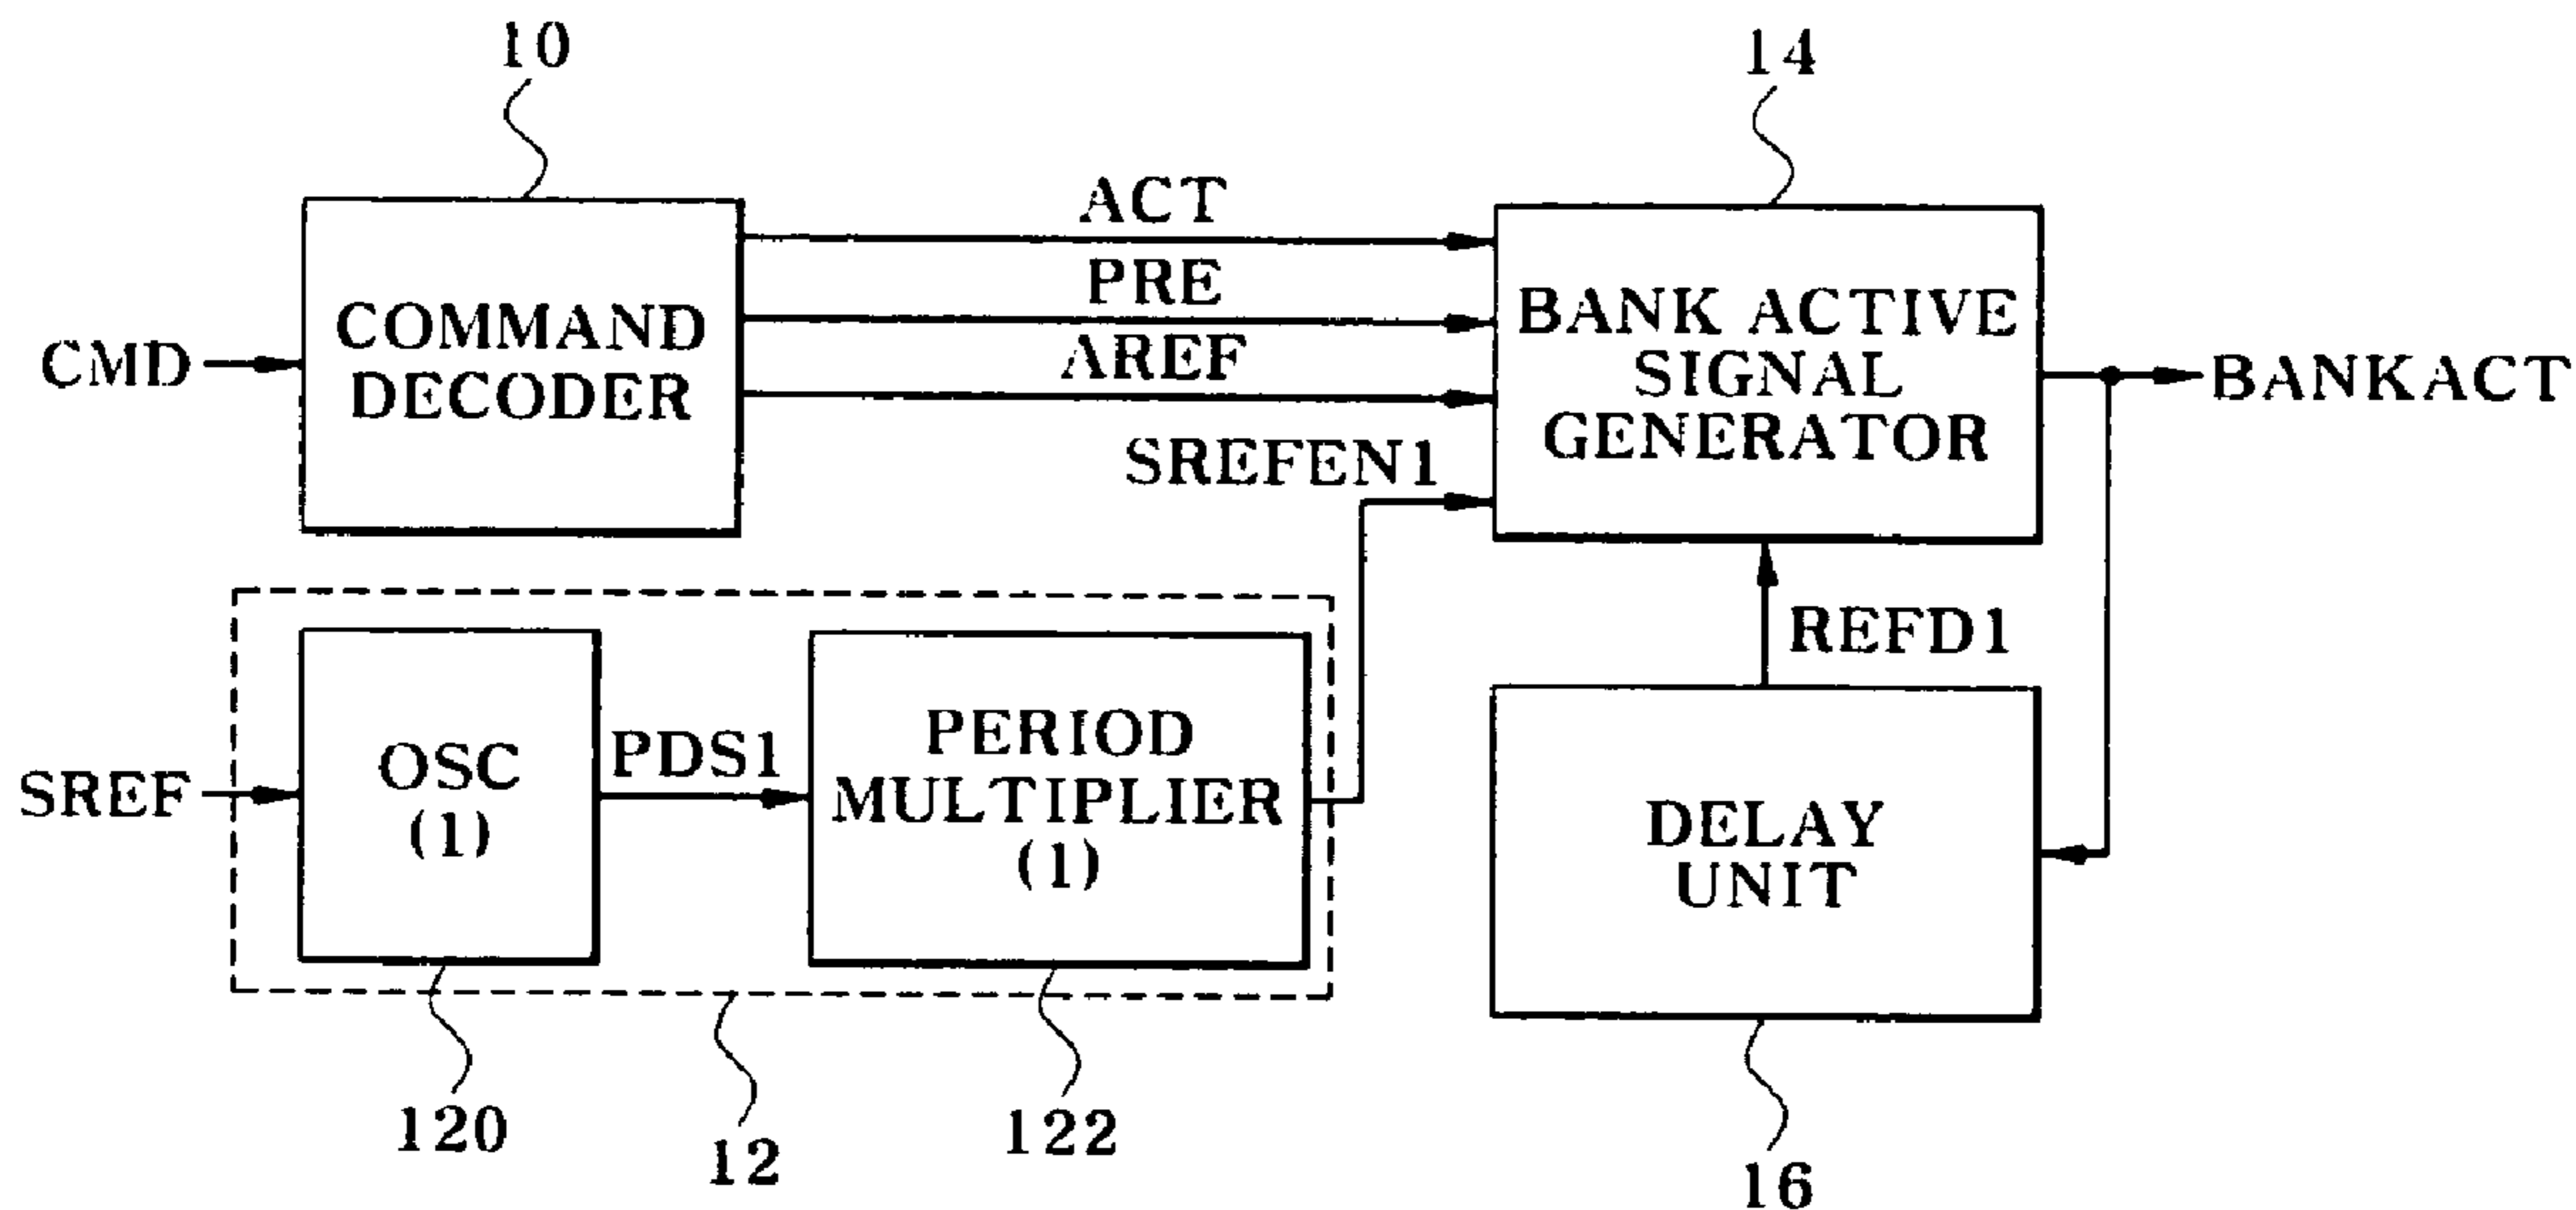 10
14
ACT
PRE
AREF
SREFEN1
CMD
COMMAND
DECODER
BANK ACTIVE
SIGNAL
GENERATOR
BANKACT
REFD1
SREF
OSC
(1)
PDS1
PERIOD
MULTIPLIER
(1)
DELAY
UNIT
120
12
122
16